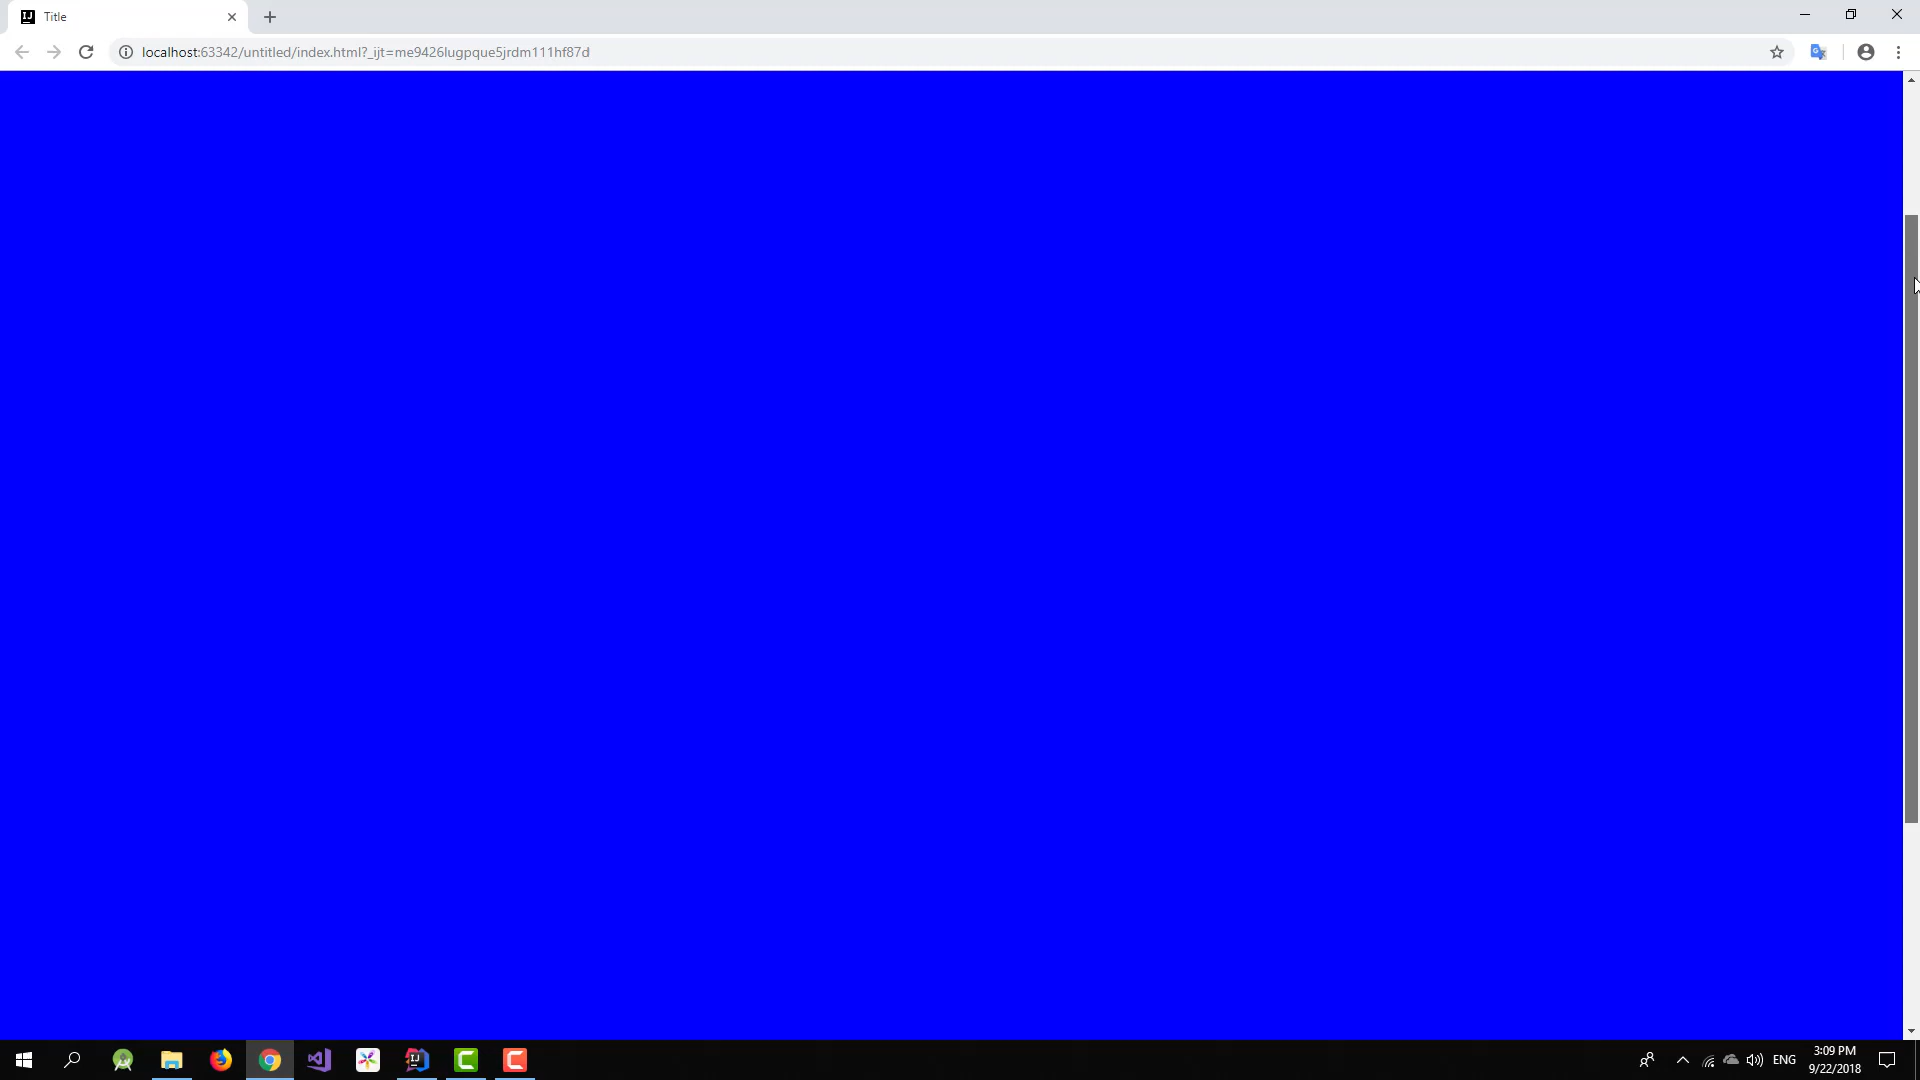 Title
localhost:63342/untitled/index.html?_ijt=me9426lugpque5jrdm111hf87d
ENG
3:09 PM
9/22/2018